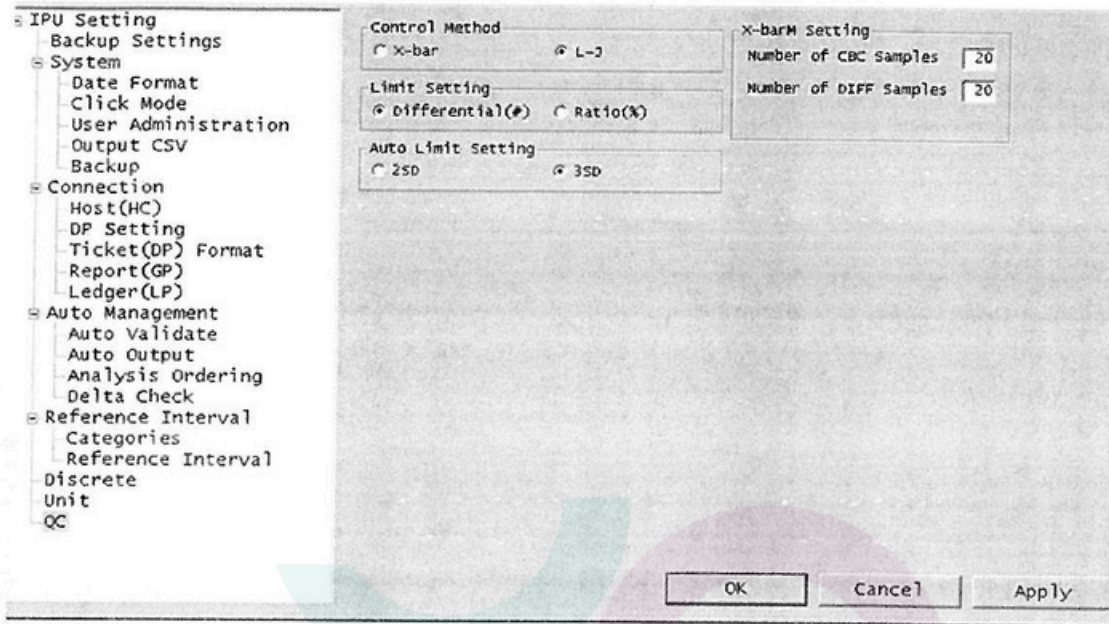 IPU Setting
Backup Settings
System
Date Format
Click Mode
User Administration
Output CSV
Backup
Connection
Host(HC)
DP Setting
Ticket(DP) Format
Report(GP)
Ledger(LP)
Auto Management
Auto Validate
Auto Output
Analysis Ordering
Delta Check
Reference Interval
Categories
Reference Interval
Discrete
Unit
QC
Control Method
X-bar
L-J
Limit Setting
Differential(#)
Ratio(%)
Auto Limit Setting
2SD
3SD
X-barM Setting
Number of CBC Samples 20
Number of DIFF Samples 20
OK
Cancel
Apply